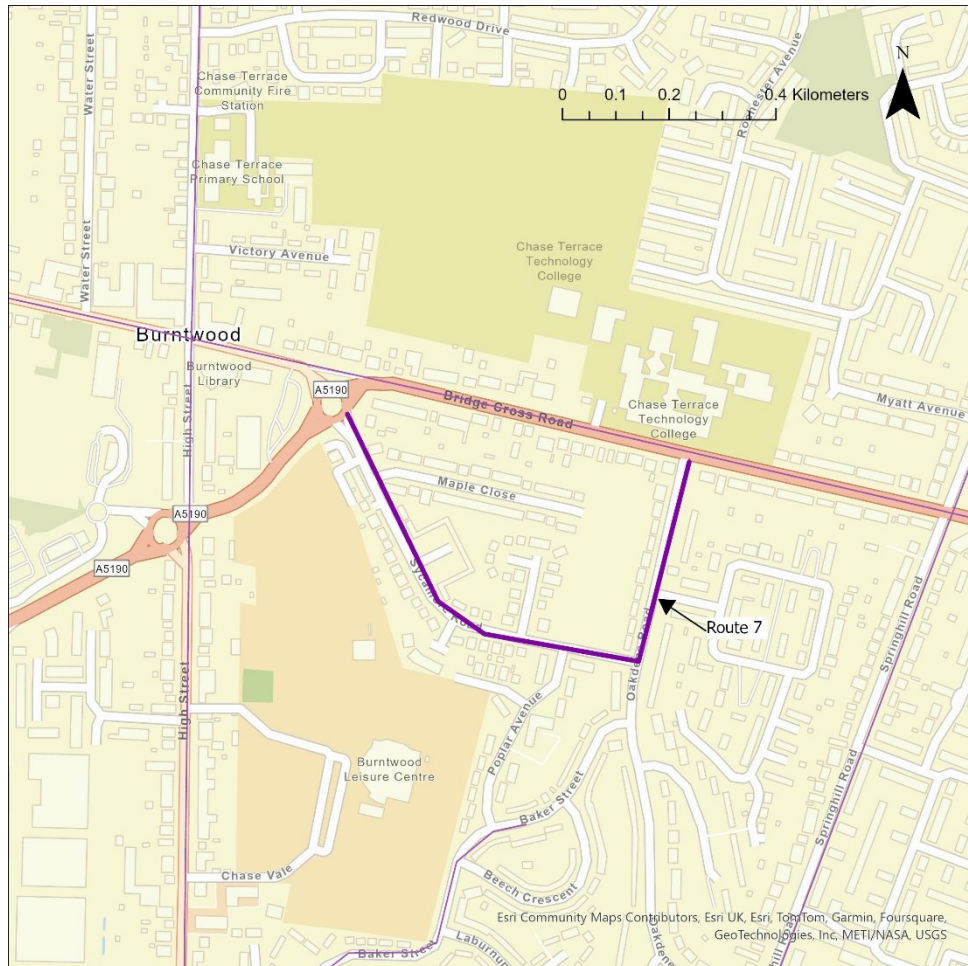 Redwood Drive
Water Street
Water Street
Chase Terrace
Community Fire
Station
Rochester Avenue
N
0 0.1 0.2 0.4 Kilometers
Chase Terrace
Primary School
Victory Avenue
Chase Terrace
Technology
College
Burntwood
Burntwood
Library
A5190
High Street
Bridge Cross Road
Chase Terrace
Technology
College
Myatt Avenue
Maple Close
A5190
A5190
Sycamore Road
Route 7
Oakdene Road
Springhill Road
High Street
Poplar Avenue
Burntwood
Leisure Centre
Baker Street
Springhill Road
Chase Vale
Beech Crescent
Esri Community Maps Contributors, Esri UK, Esri, TomTom, Garmin, Foursquare,
GeoTechnologies, Inc, METI/NASA, USGS
Baker Street